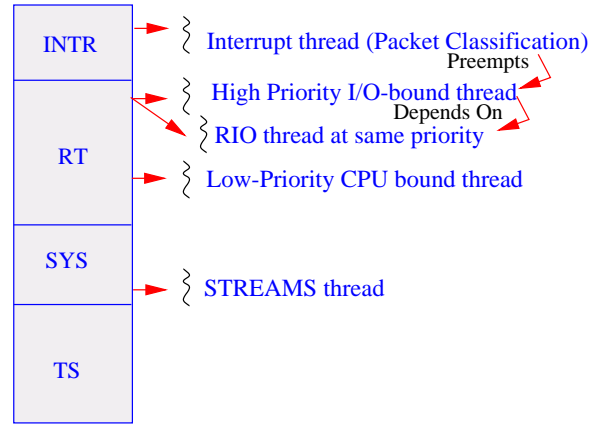 INTR
Interrupt thread (Packet Classification)
Preempts
High Priority I/O-bound thread
Depends On
RIO thread at same priority
RT
Low-Priority CPU bound thread
SYS
STREAMS thread
TS